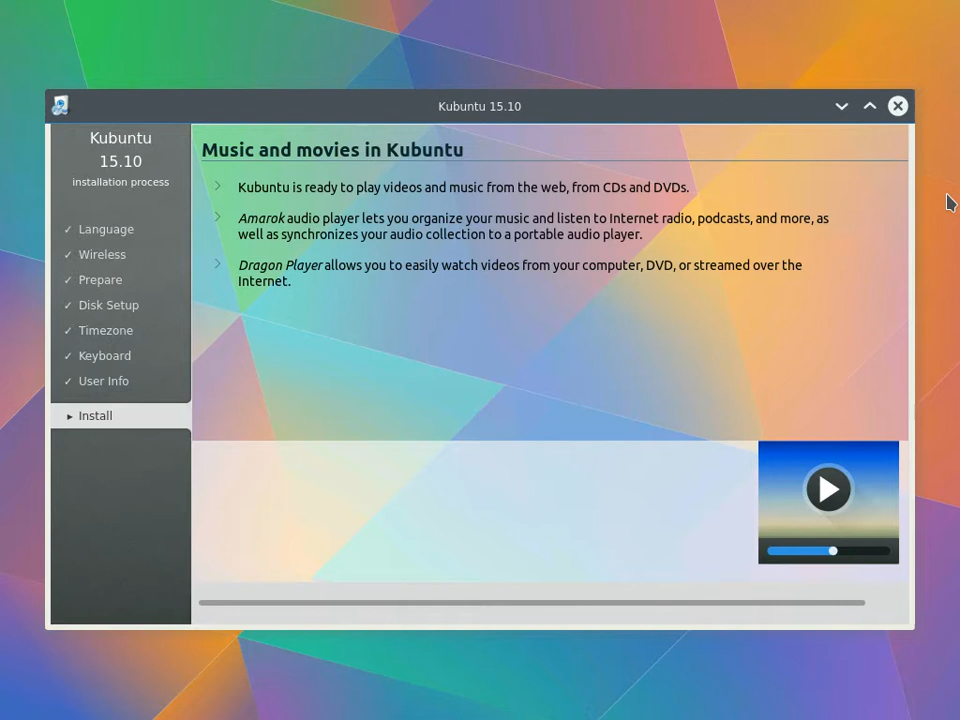 Kubuntu 15.10
Kubuntu
15.10
installation process
✓ Language
✓ Wireless
✓ Prepare
✓ Disk Setup
✓ Timezone
✓ Keyboard
✓ User Info
▸ Install
Music and movies in Kubuntu
Kubuntu is ready to play videos and music from the web, from CDs and DVDs.
Amarok audio player lets you organize your music and listen to Internet radio, podcasts, and more, as
well as synchronizes your audio collection to a portable audio player.
Dragon Player allows you to easily watch videos from your computer, DVD, or streamed over the
Internet.